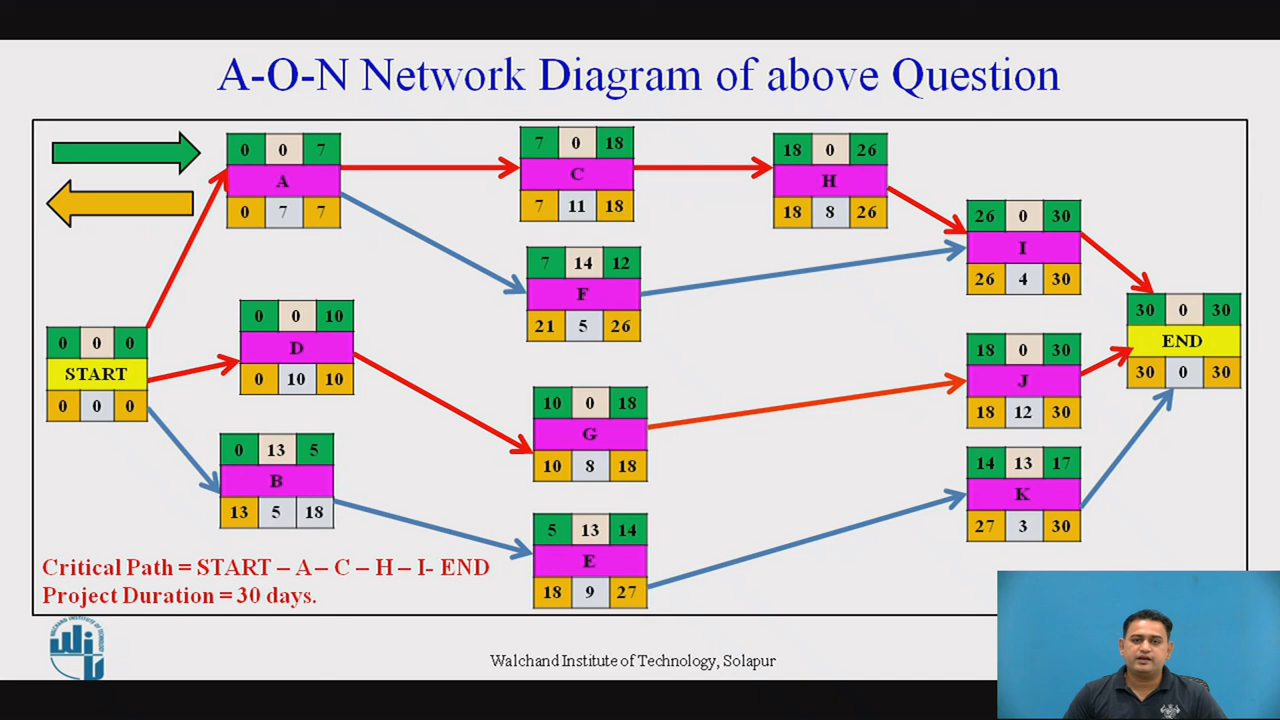 A-O-N Network Diagram of above Question
0 0 7
A
0 7 7
7 0 18
C
7 11 18
18 0 26
H
18 8 26
26 0 30
I
26 4 30
7 14 12
F
21 5 26
0 0 10
D
0 10 10
0 0 0
START
0 0 0
30 0 30
END
30 0 30
18 0 30
J
18 12 30
10 0 18
G
10 8 18
0 13 5
B
13 5 18
14 13 17
K
27 3 30
5 13 14
E
18 9 27
Critical Path = START – A – C – H – I- END
Project Duration = 30 days.
Walchand Institute of Technology, Solapur